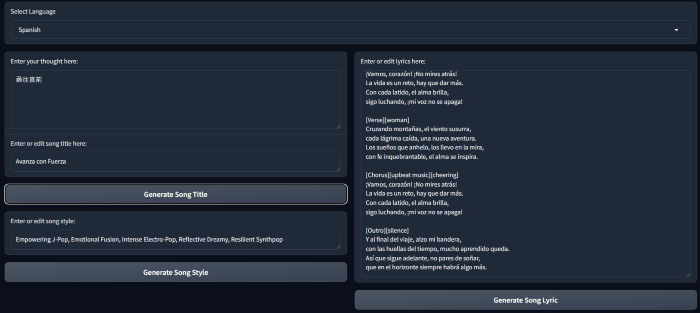 Select Language
Spanish
Enter your thought here:
勇往直前
Enter or edit song title here:
Avanza con Fuerza
Generate Song Title
Enter or edit song style:
Empowering J-Pop, Emotional Fusion, Intense Electro-Pop, Reflective Dreamy, Resilient Synthpop
Generate Song Style
Enter or edit lyrics here:
¡Vamos, corazón! ¡No mires atrás!
La vida es un reto, hay que dar más.
Con cada latido, el alma brilla,
sigo luchando, ¡mi voz no se apaga!
[Verse][woman]
Cruzando montañas, el viento susurra,
cada lágrima caída, una nueva aventura.
Los sueños que anhelo, los llevo en la mira,
con fe inquebrantable, el alma se inspira.
[Chorus][upbeat music][cheering]
¡Vamos, corazón! ¡No mires atrás!
La vida es un reto, hay que dar más.
Con cada latido, el alma brilla,
sigo luchando, ¡mi voz no se apaga!
[Outro][silence]
Y al final del viaje, alzo mi bandera,
con las huellas del tiempo, mucho aprendido queda.
Así que sigue adelante, no pares de soñar,
que en el horizonte siempre habrá algo más.
Generate Song Lyric